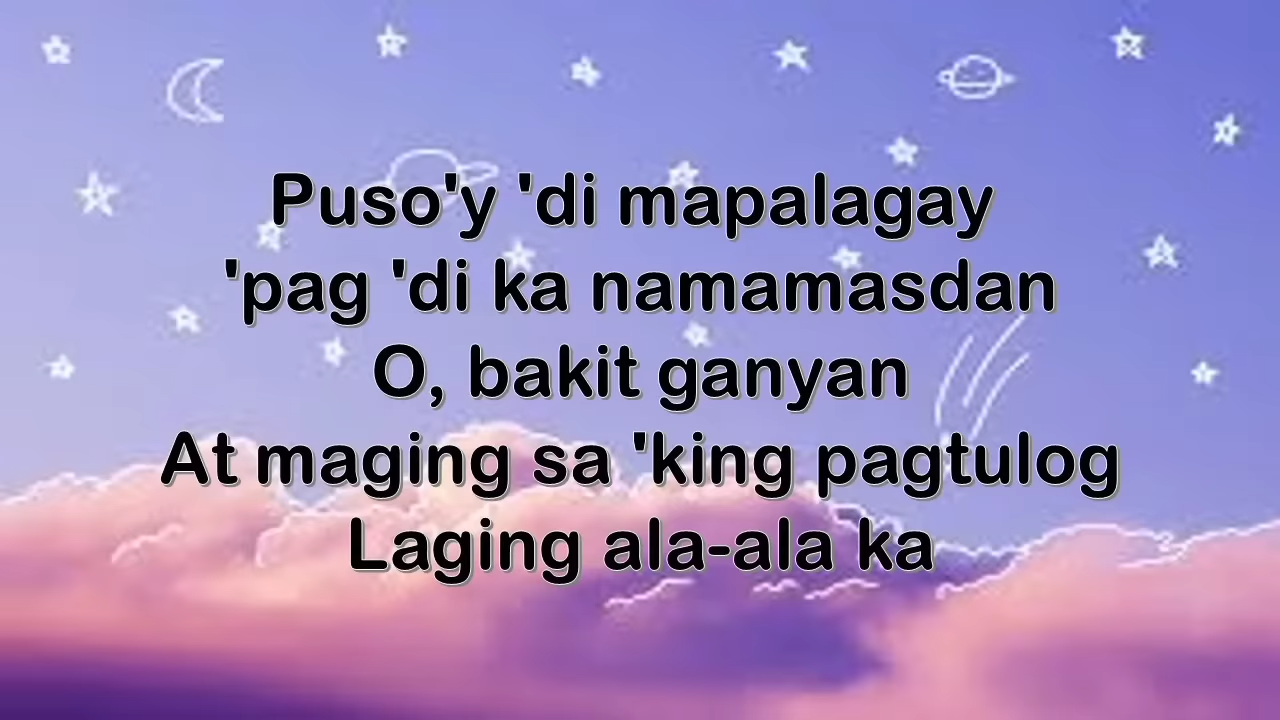 Puso'y 'di mapalagay
'pag 'di ka namamasdan
O, bakit ganyan
At maging sa 'king pagtulog
Laging ala-ala ka